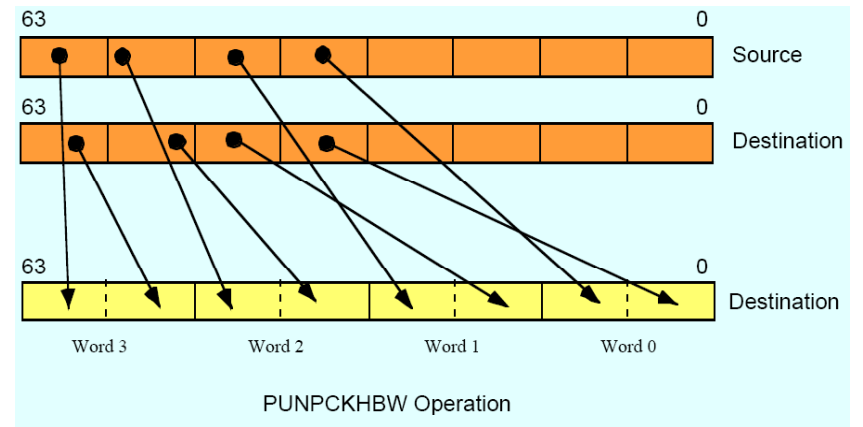 63 0
Source
63 0
Destination
63 0
Destination
Word 3 Word 2 Word 1 Word 0
PUNPCKHBW Operation